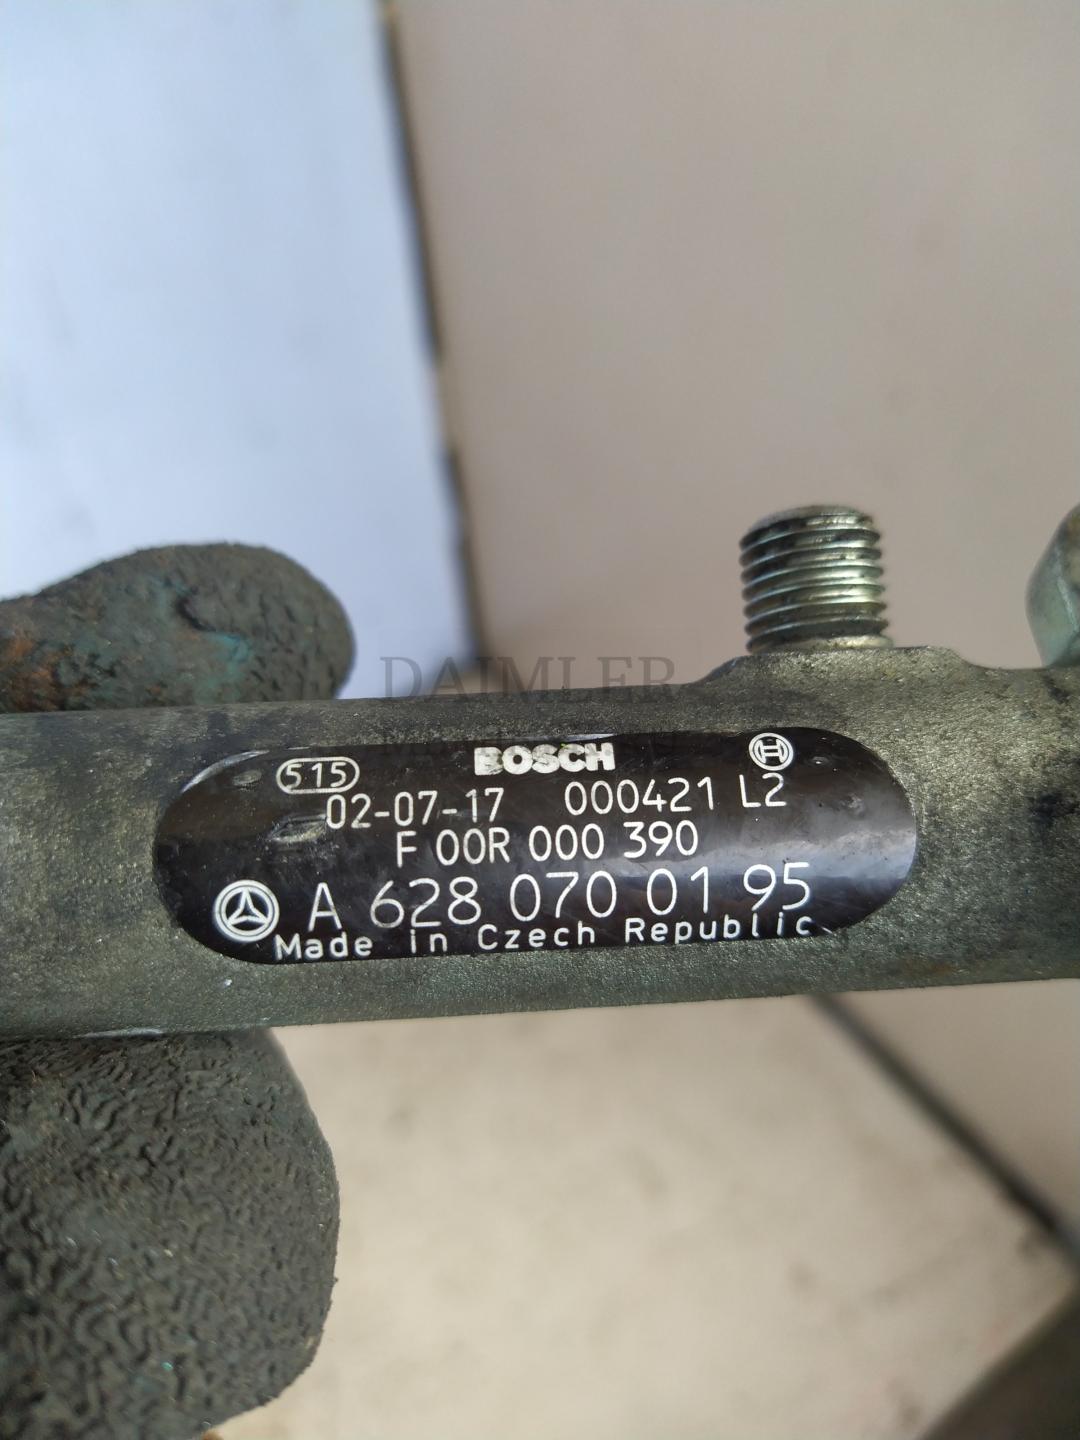 DAIMLER
BOSCH
515
02-07-17 000421 L2
F 00R 000 390
A 628 070 01 95
Made in Czech Republic